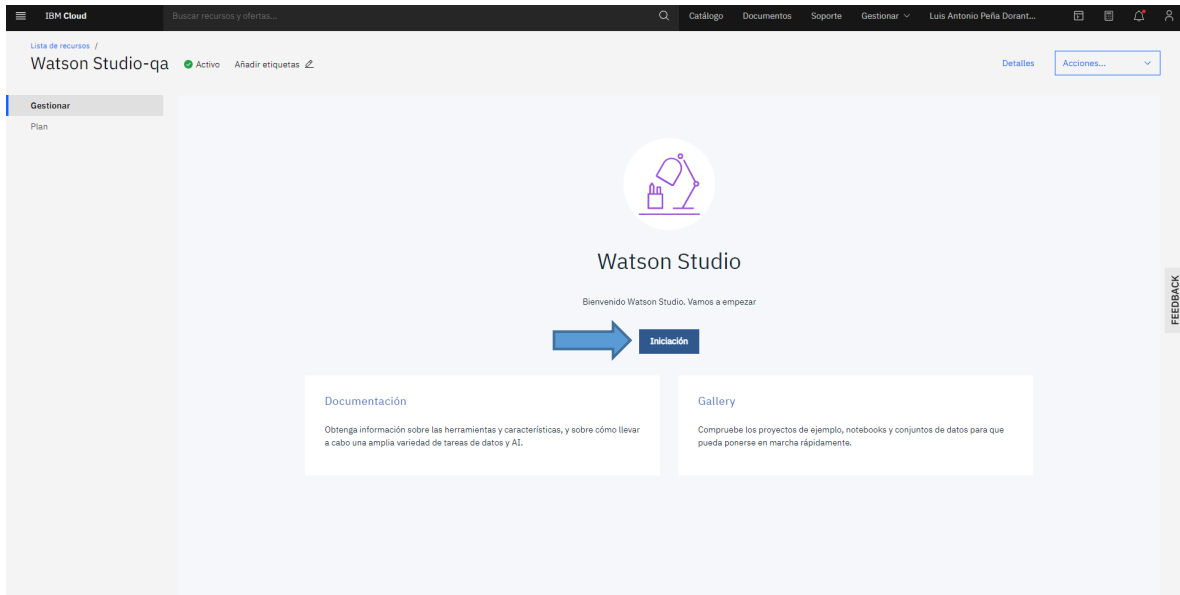 IBM Cloud
Buscar recursos y ofertas...
Catálogo
Documentos
Soporte
Gestionar
Luis Antonio Peña Dorant...
Lista de recursos /
Watson Studio-qa
Activo
Añadir etiquetas
Detalles
Acciones...
Gestionar
Plan
Watson Studio
Bienvenido Watson Studio. Vamos a empezar
Iniciación
FEEDBACK
Documentación
Obtenga información sobre las herramientas y características, y sobre cómo llevar
a cabo una amplia variedad de tareas de datos y AI.
Gallery
Compruebe los proyectos de ejemplo, notebooks y conjuntos de datos para que
pueda ponerse en marcha rápidamente.